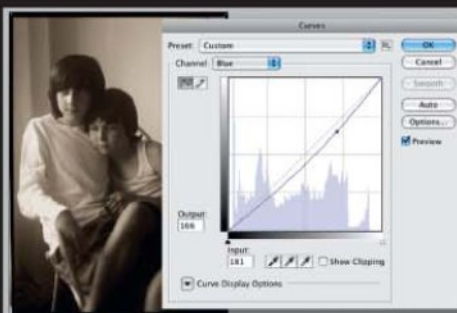 Curves
Preset: Custom
OK
Channel: Blue
Cancel
Smooth
Auto
Options...
Preview
Output:
166
Input:
181
Show Clipping
Curve Display Options